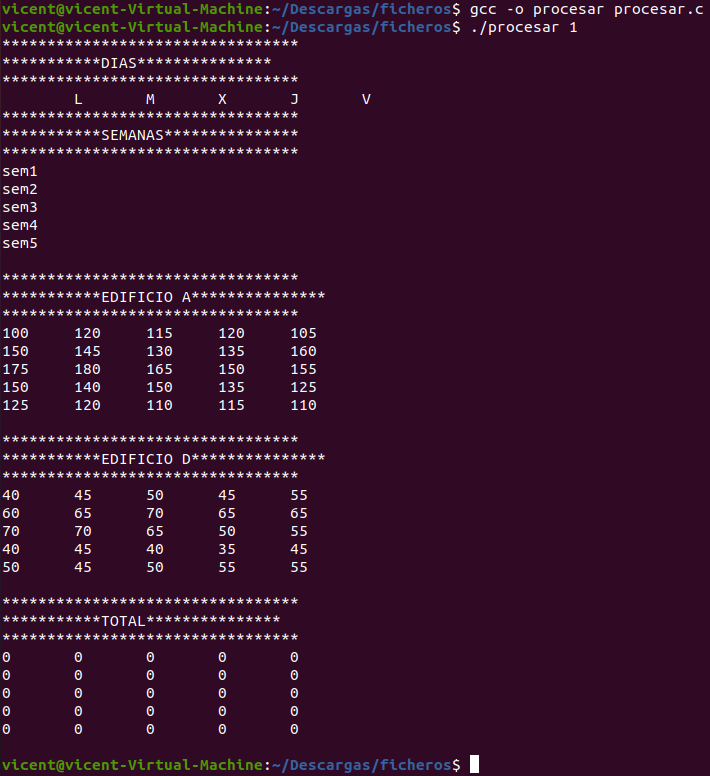 vicent@vicent-Virtual-Machine:~/Descargas/ficheros$ gcc -o procesar procesar.c
vicent@vicent-Virtual-Machine:~/Descargas/ficheros$ ./procesar 1
*********************************
***********DIAS***************
*********************************
        L       M       X       J       V
*********************************
***********SEMANAS***************
*********************************
sem1
sem2
sem3
sem4
sem5
*********************************
***********EDIFICIO A***************
*********************************
100     120     115     120     105
150     145     130     135     160
175     180     165     150     155
150     140     150     135     125
125     120     110     115     110
*********************************
***********EDIFICIO D***************
*********************************
40      45      50      45      55
60      65      70      65      65
70      70      65      50      55
40      45      40      35      45
50      45      50      55      55
*********************************
***********TOTAL***************
*********************************
0       0       0       0       0
0       0       0       0       0
0       0       0       0       0
0       0       0       0       0
0       0       0       0       0
vicent@vicent-Virtual-Machine:~/Descargas/ficheros$